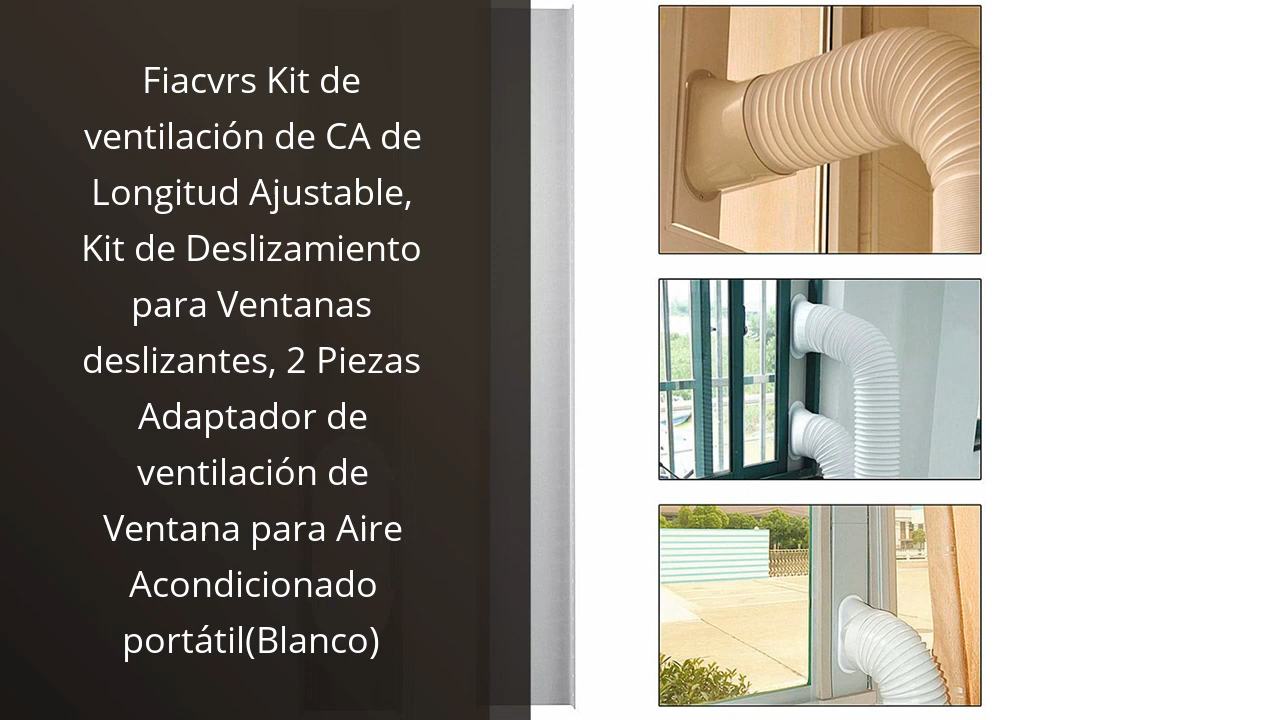 Fiacvrs Kit de
ventilación de CA de
Longitud Ajustable,
Kit de Deslizamiento
para Ventanas
deslizantes, 2 Piezas
Adaptador de
ventilación de
Ventana para Aire
Acondicionado
portátil(Blanco)